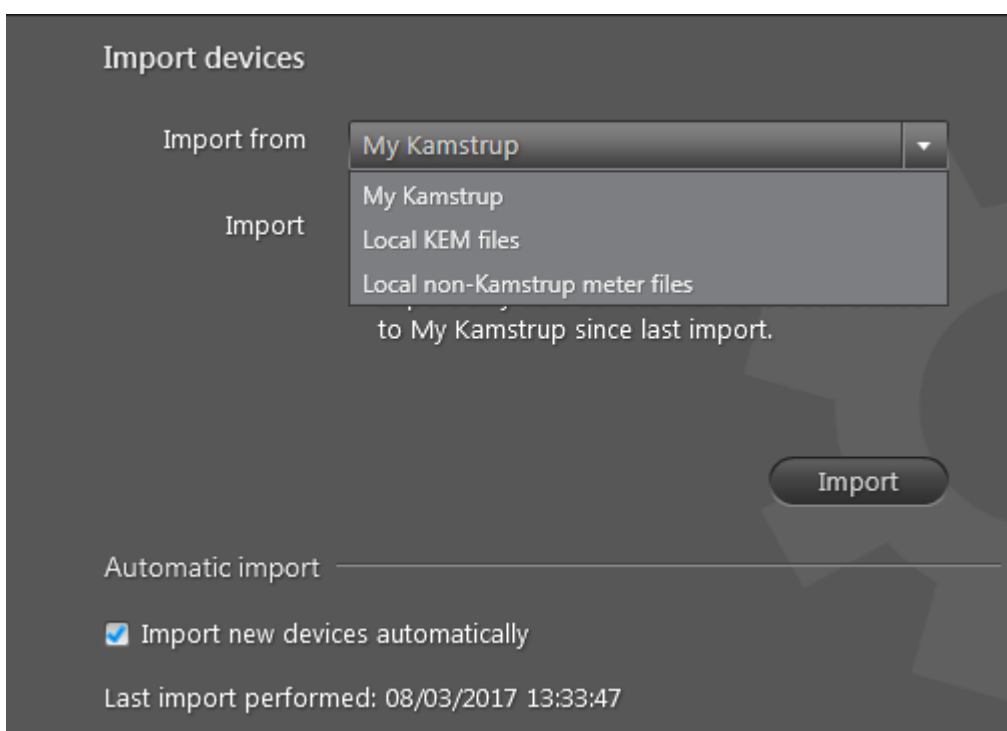 Import devices
Import from
My Kamstrup
My Kamstrup
Import
Local KEM files
Local non-Kamstrup meter files
to My Kamstrup since last import.
Import
Automatic import
Import new devices automatically
Last import performed: 08/03/2017 13:33:47